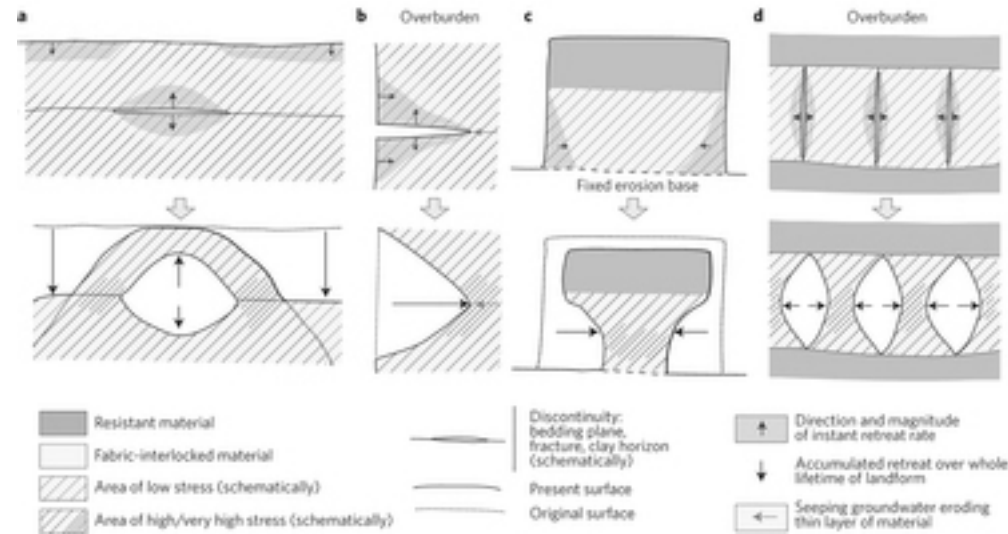 a
b
Overburden
c
d
Overburden
Fixed erosion base
Resistant material
Fabric-interlocked material
Area of low stress (schematically)
Area of high/very high stress (schematically)
Discontinuity:
bedding plane,
fracture, clay horizon
(schematically)
Present surface
Original surface
Direction and magnitude
of instant retreat rate
Accumulated retreat over whole
lifetime of landform
Seeping groundwater eroding
thin layer of material